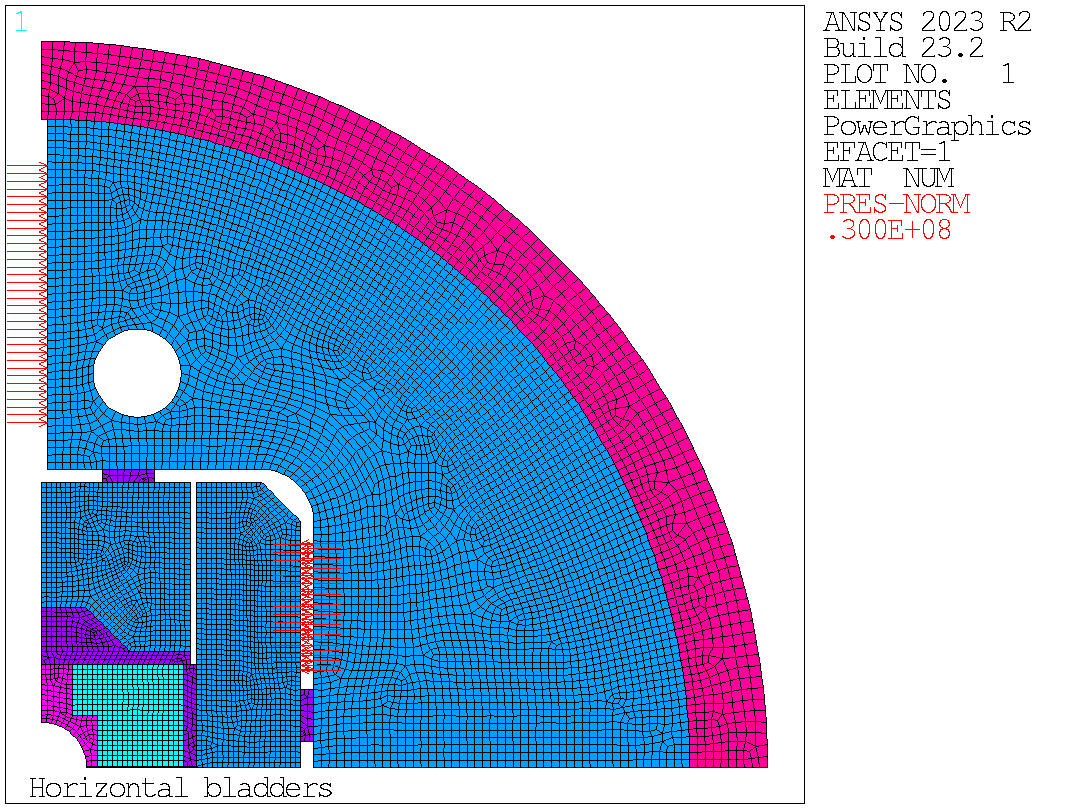 1
ANSYS 2023 R2
Build 23.2
PLOT NO. 1
ELEMENTS
PowerGraphics
EFACET=1
MAT NUM
PRES-NORM
.300E+08
Horizontal bladders